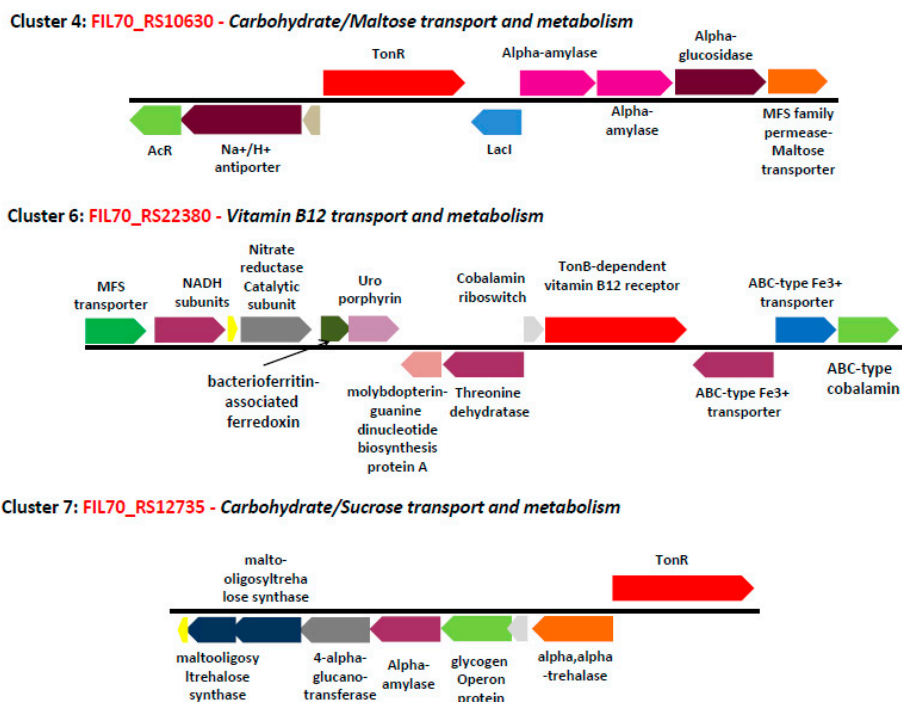 Cluster 4: FIL70_RS10630 - Carbohydrate/Maltose transport and metabolism
TonR
Alpha-amylase
Alpha-
glucosidase
AcR
Na+/H+
antiporter
LacI
Alpha-
amylase
MFS family
permease-
Maltose
transporter
Cluster 6: FIL70_RS22380 - Vitamin B12 transport and metabolism
MFS
transporter
NADH
subunits
Nitrate
reductase
Catalytic
subunit
Uro
porphyrin
Cobalamin
riboswitch
TonB-dependent
vitamin B12 receptor
ABC-type Fe3+
transporter
bacterioferritin-
associated
ferredoxin
molybdopterin-
guanine
dinucleotide
biosynthesis
protein A
Threonine
dehydratase
ABC-type Fe3+
transporter
ABC-type
cobalamin
Cluster 7: FIL70_RS12735 - Carbohydrate/Sucrose transport and metabolism
malto-
oligosyltreha
lose synthase
TonR
maltooligosy
ltrehalose
synthase
4-alpha-
glucano-
transferase
Alpha-
amylase
glycogen
Operon
protein
alpha,alpha
-trehalase